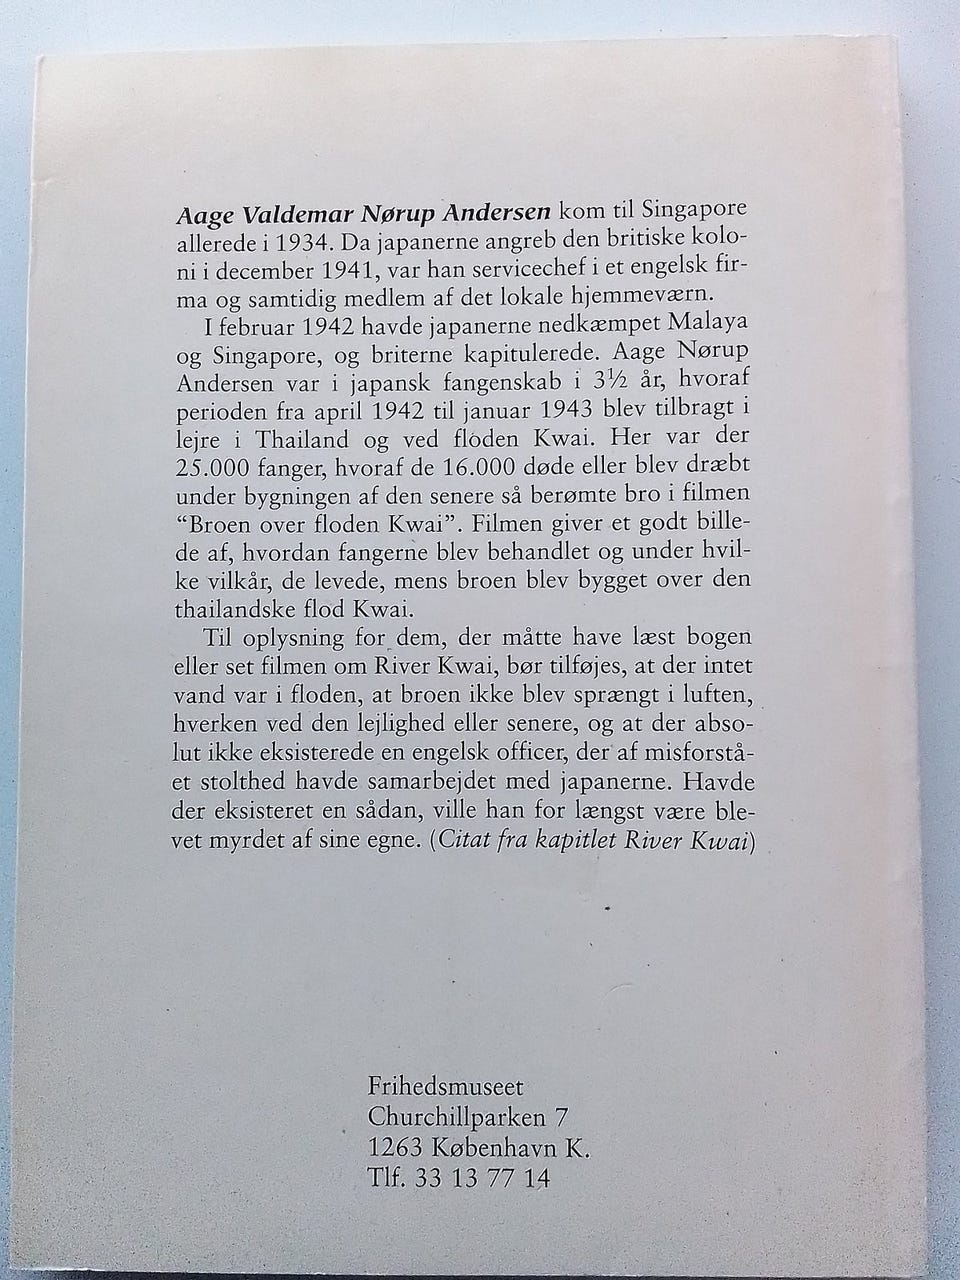 Aage Valdemar Nørup Andersen kom til Singapore
allerede i 1934. Da japanerne angreb den britiske kolo-
ni i december 1941, var han servicechef i et engelsk fir-
ma og samtidig medlem af det lokale hjemmeværn.
I februar 1942 havde japanerne nedkæmpet Malaya
og Singapore, og briterne kapitulerede. Aage Nørup
Andersen var i japansk fangenskab i 3½ år, hvoraf
perioden fra april 1942 til januar 1943 blev tilbragt i
lejre i Thailand og ved floden Kwai. Her var der
25.000 fanger, hvoraf de 16.000 døde eller blev dræbt
under bygningen af den senere så berømte bro i filmen
“Broen over floden Kwai”. Filmen giver et godt bille-
de af, hvordan fangerne blev behandlet og under hvil-
ke vilkår, de levede, mens broen blev bygget over den
thailandske flod Kwai.
Til oplysning for dem, der måtte have læst bogen
eller set filmen om River Kwai, bør tilføjes, at der intet
vand var i floden, at broen ikke blev sprængt i luften,
hverken ved den lejlighed eller senere, og at der abso-
lut ikke eksisterede en engelsk officer, der af misforstå-
et stolthed havde samarbejdet med japanerne. Havde
der eksisteret en sådan, ville han for længst være ble-
vet myrdet af sine egne. (Citat fra kapitlet River Kwai)
Frihedsmuseet
Churchillparken 7
1263 København K.
Tlf. 33 13 77 14